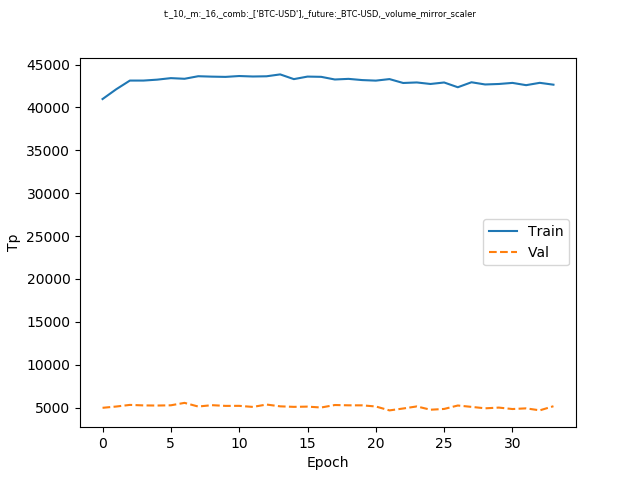 t:_10,_m:_16,_comb:_['BTC-USD'],_future:_BTC-USD,_volume_mirror_scaler
45000
40000
35000
30000
25000
20000
15000
10000
5000
Tp
Train
Val
0 5 10 15 20 25 30
Epoch